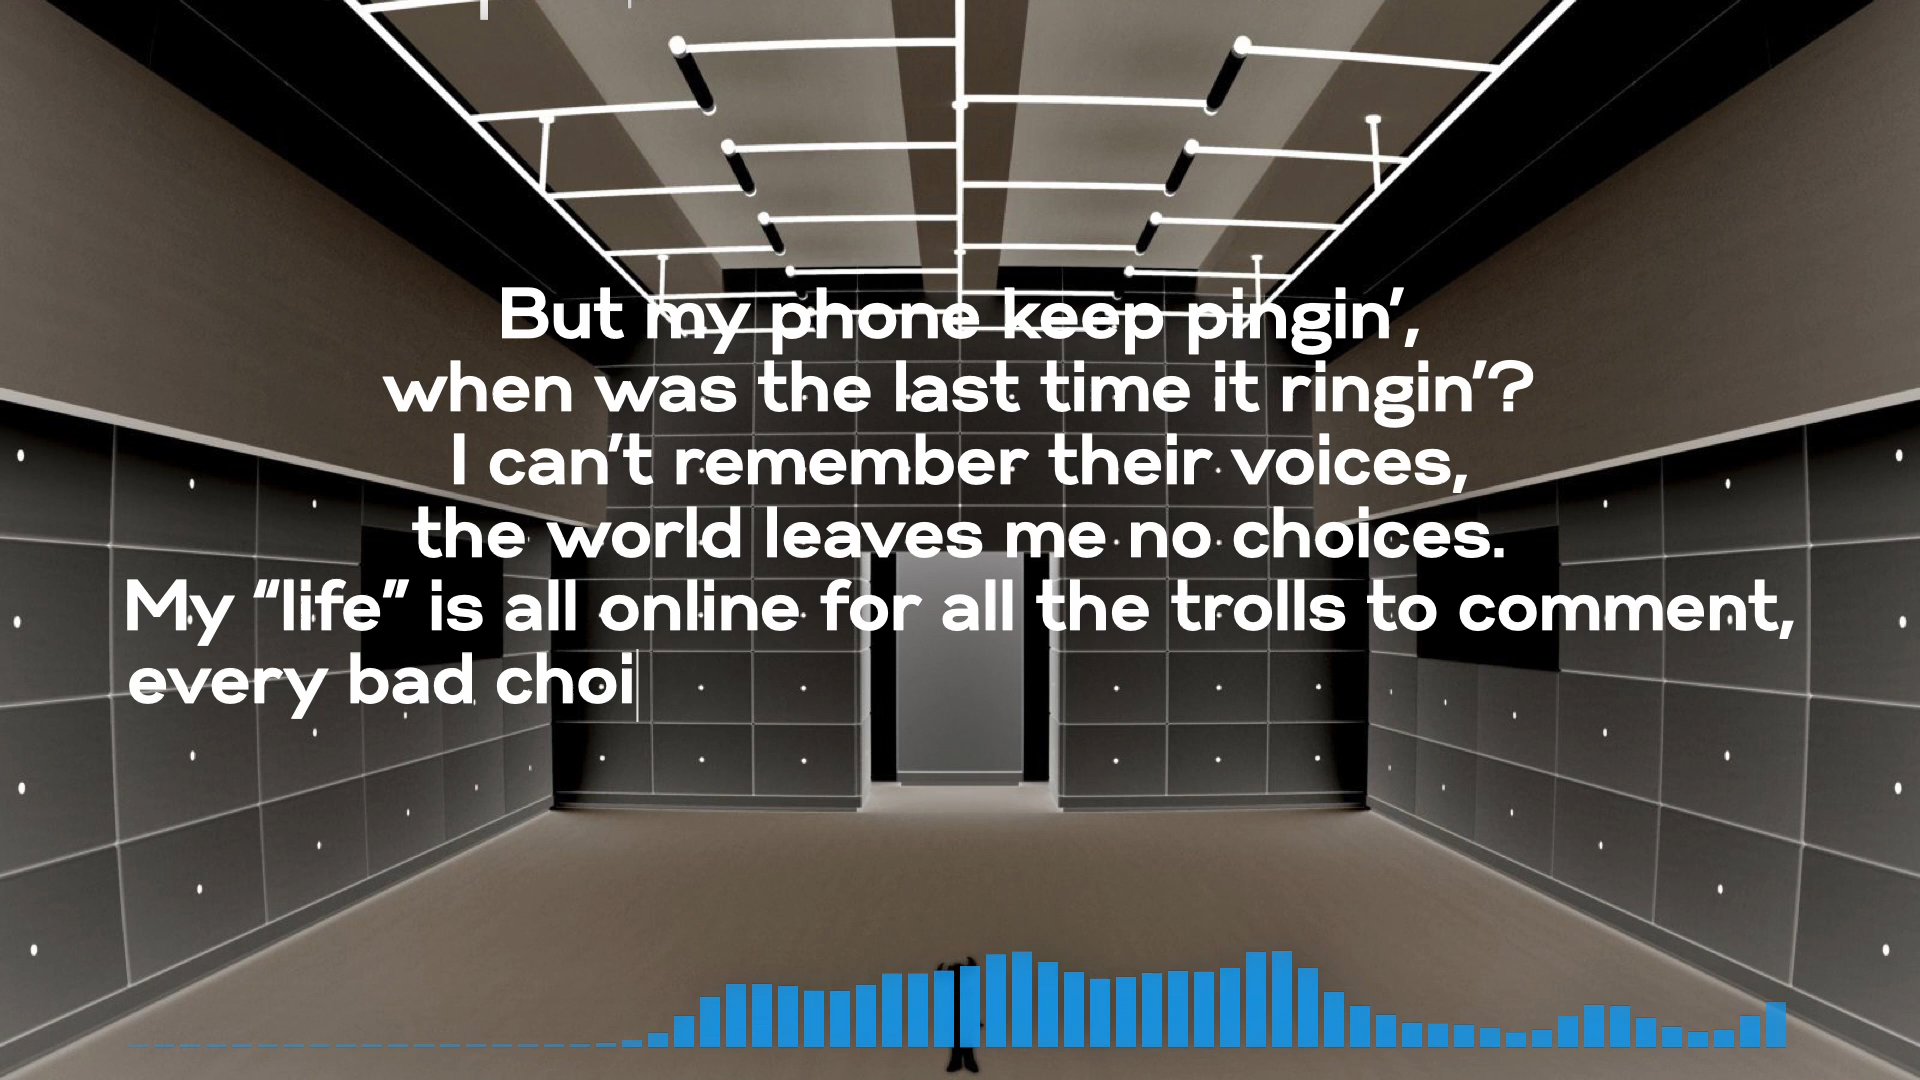 But my phone keep pingin’,
when was the last time it ringin’?
I can’t remember their voices,
the world leaves me no choices.
My “life” is all online for all the trolls to comment,
every bad choi